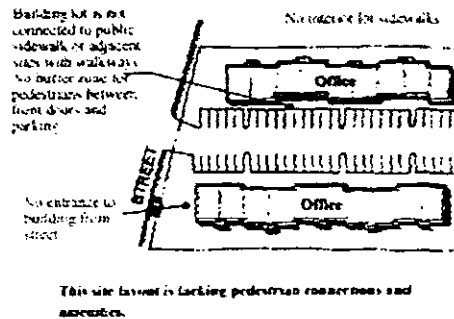 Building lot is not
connected to public
sidewalk or adjacent
sites with walkways
No buffer zone for
pedestrians between
front doors and
parking
No interior lot sidewalks
Office
STREET
No entrance to
building from
street
Office
This site layout is lacking pedestrian connections and
amenities.